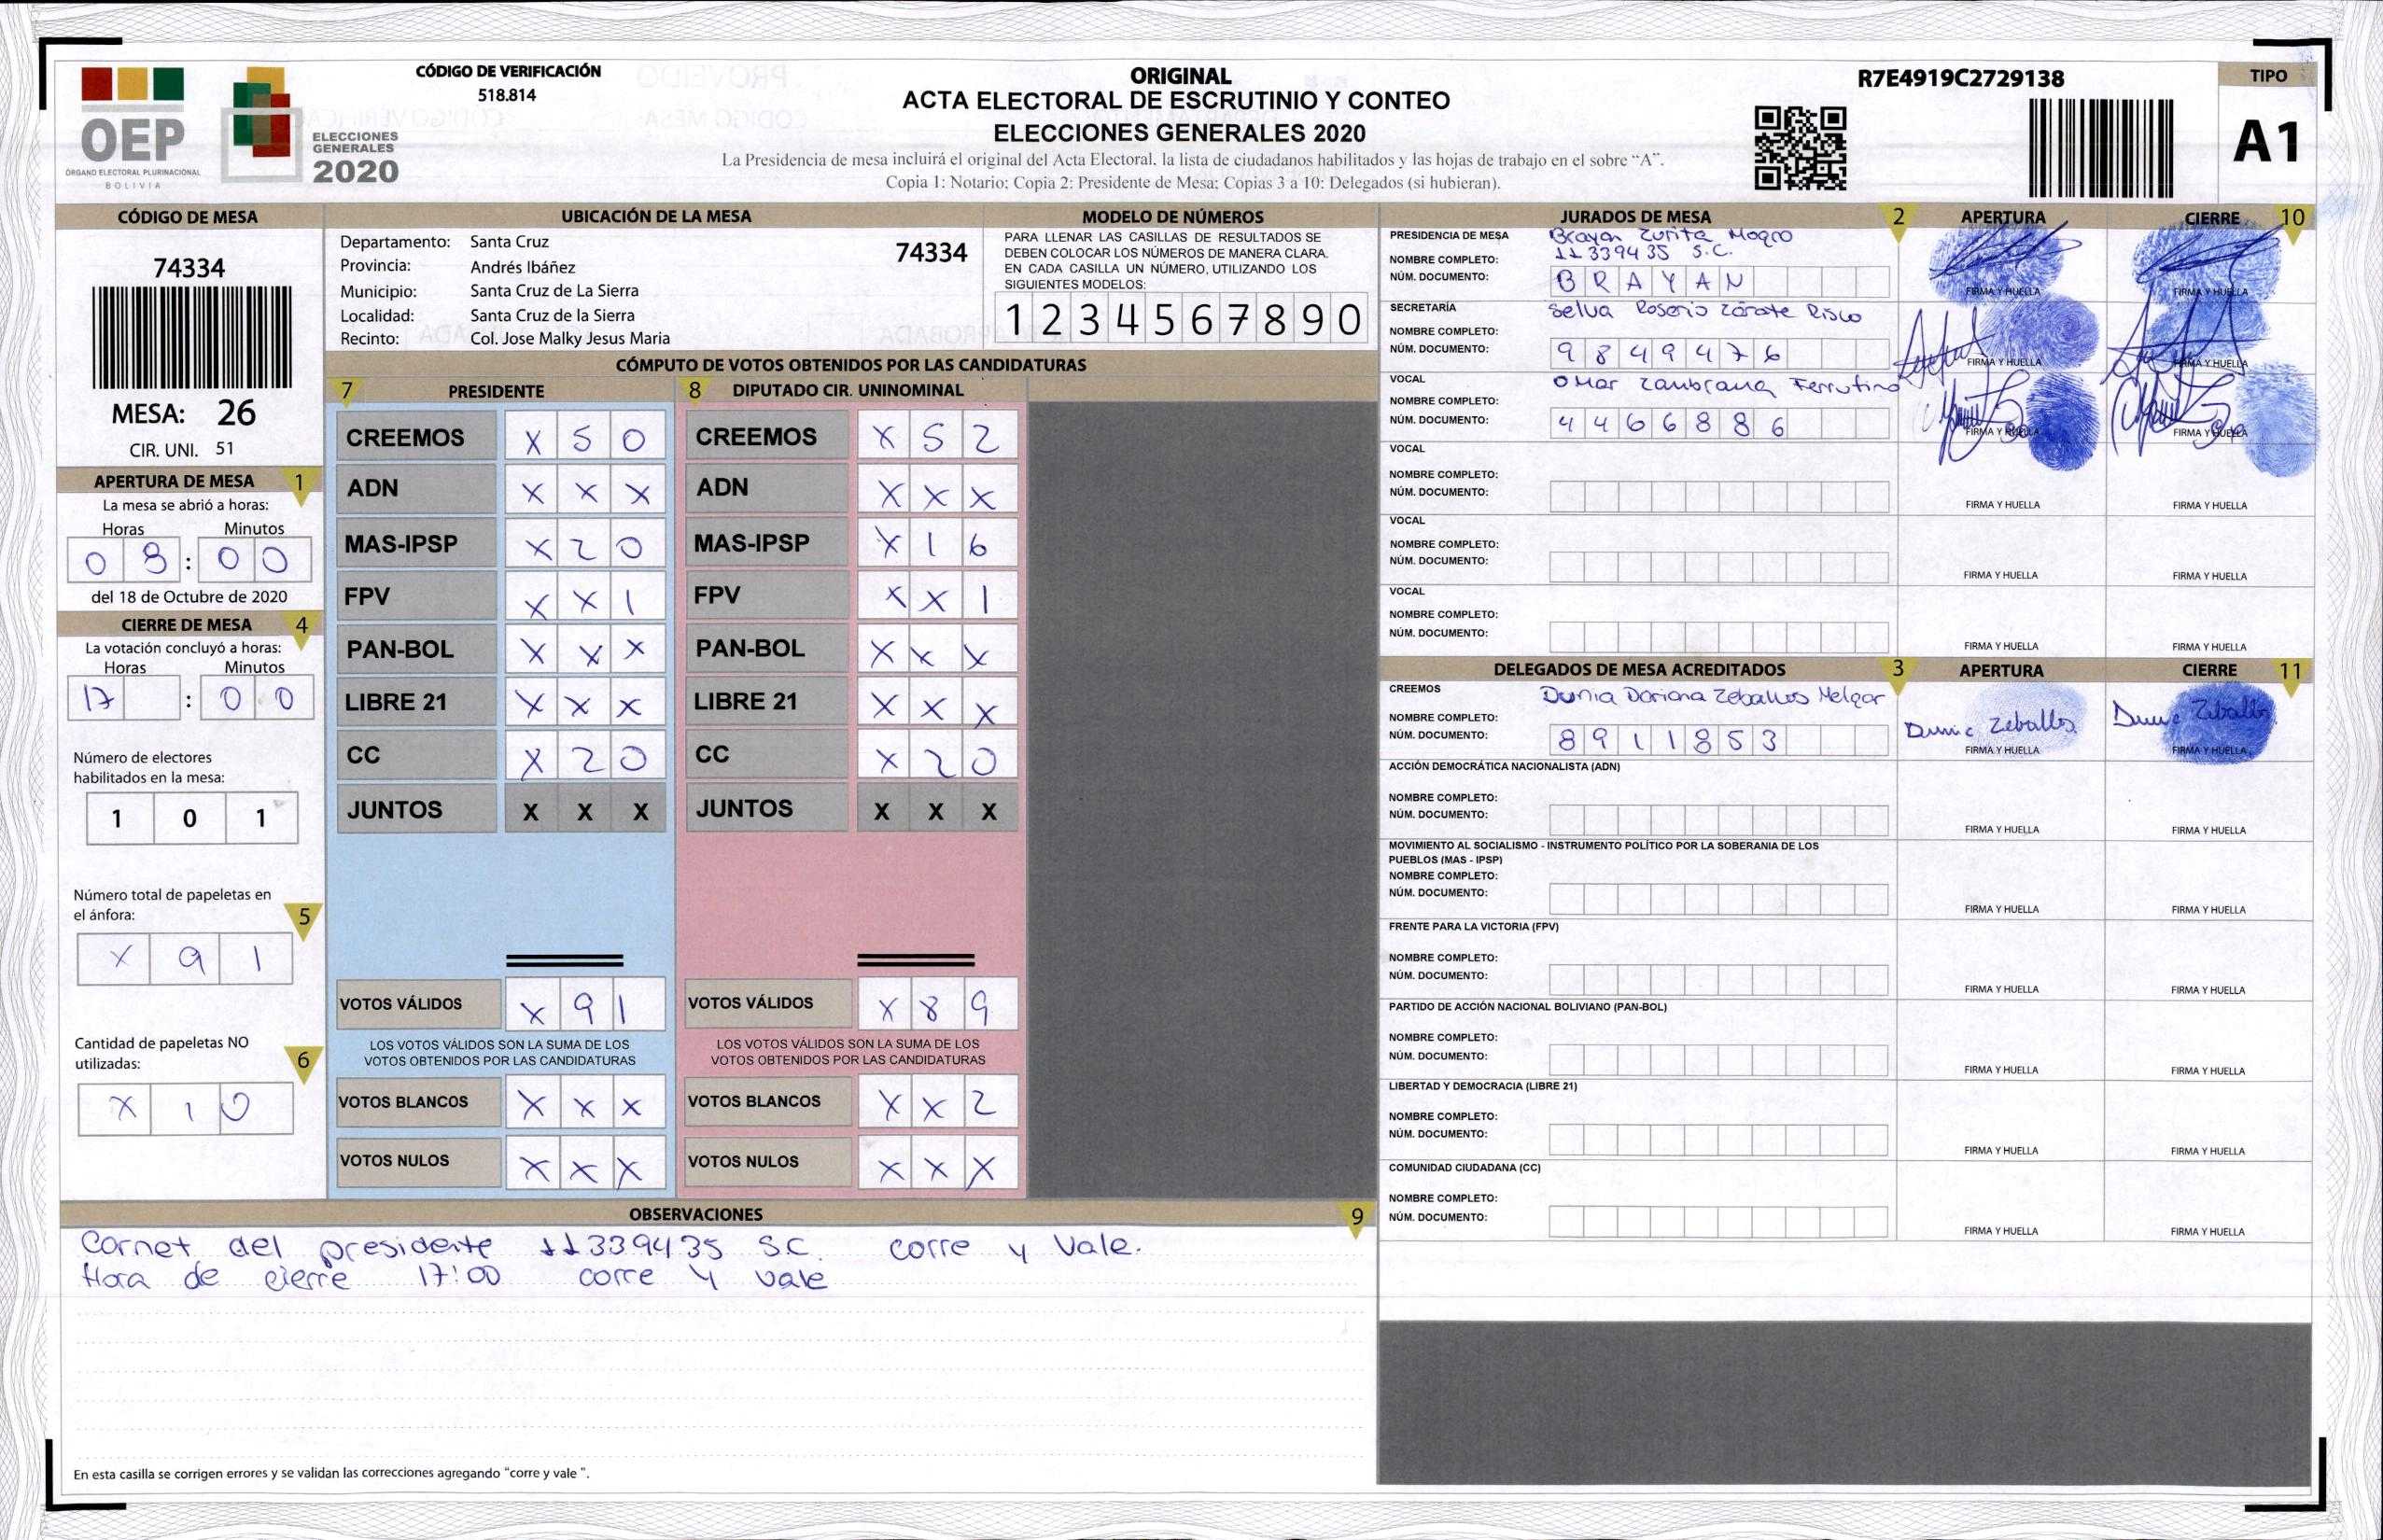 CÓDIGO DE VERIFICACIÓN
518.814
ORIGINAL
ACTA ELECTORAL DE ESCRUTINIO Y CONTEO
ELECCIONES GENERALES 2020
La Presidencia de mesa incluirá el original del Acta Electoral, la lista de ciudadanos habilitados y las hojas de trabajo en el sobre "A".
Copia 1: Notario; Copia 2: Presidente de Mesa; Copias 3 a 10: Delegados (si hubieran).
R7E4919C2729138
TIPO
A1
OEP
ÓRGANO ELECTORAL PLURINACIONAL
BOLIVIA
ELECCIONES
GENERALES
2020
CÓDIGO DE MESA
74334
MESA: 26
CIR. UNI. 51
APERTURA DE MESA 1
La mesa se abrió a horas:
Horas Minutos
0 8 : 0 0
del 18 de Octubre de 2020
CIERRE DE MESA 4
La votación concluyó a horas:
Horas Minutos
17 : 0 0
Número de electores
habilitados en la mesa:
1 0 1
Número total de papeletas en
el ánfora: 5
X 9 1
Cantidad de papeletas NO
utilizadas: 6
X 1 0
UBICACIÓN DE LA MESA
Departamento: Santa Cruz 74334
Provincia: Andrés Ibáñez
Municipio: Santa Cruz de La Sierra
Localidad: Santa Cruz de la Sierra
Recinto: Col. Jose Malky Jesus Maria
MODELO DE NÚMEROS
PARA LLENAR LAS CASILLAS DE RESULTADOS SE
DEBEN COLOCAR LOS NÚMEROS DE MANERA CLARA.
EN CADA CASILLA UN NÚMERO, UTILIZANDO LOS
SIGUIENTES MODELOS:
1 2 3 4 5 6 7 8 9 0
CÓMPUTO DE VOTOS OBTENIDOS POR LAS CANDIDATURAS
7 PRESIDENTE
CREEMOS X 5 0
ADN X X X
MAS-IPSP X 2 0
FPV X X 1
PAN-BOL X X X
LIBRE 21 X X X
CC X 2 0
JUNTOS X X X
VOTOS VÁLIDOS X 9 1
LOS VOTOS VÁLIDOS SON LA SUMA DE LOS
VOTOS OBTENIDOS POR LAS CANDIDATURAS
VOTOS BLANCOS X X X
VOTOS NULOS X X X
8 DIPUTADO CIR. UNINOMINAL
CREEMOS X 5 2
ADN X X X
MAS-IPSP X 1 6
FPV X X 1
PAN-BOL X X X
LIBRE 21 X X X
CC X 2 0
JUNTOS X X X
VOTOS VÁLIDOS X 8 9
LOS VOTOS VÁLIDOS SON LA SUMA DE LOS
VOTOS OBTENIDOS POR LAS CANDIDATURAS
VOTOS BLANCOS X X 2
VOTOS NULOS X X X
OBSERVACIONES 9
Carnet del presidente 11339435 S.C. corre y Vale.
Hora de cierre 17:00 corre y vale
En esta casilla se corrigen errores y se validan las correcciones agregando "corre y vale ".
JURADOS DE MESA 2 APERTURA CIERRE 10
PRESIDENCIA DE MESA Brayan Zurita Mogro
NOMBRE COMPLETO: 11339435 S.C.
NÚM. DOCUMENTO: B R A Y A N
FIRMA Y HUELLA FIRMA Y HUELLA
SECRETARÍA Selva Rosario Zárate Risco
NOMBRE COMPLETO:
NÚM. DOCUMENTO: 9 8 4 9 4 7 6
FIRMA Y HUELLA FIRMA Y HUELLA
VOCAL Omar Zambrana Ferrufino
NOMBRE COMPLETO:
NÚM. DOCUMENTO: 4 4 6 6 8 8 6
FIRMA Y HUELLA FIRMA Y HUELLA
VOCAL
NOMBRE COMPLETO:
NÚM. DOCUMENTO:
FIRMA Y HUELLA FIRMA Y HUELLA
VOCAL
NOMBRE COMPLETO:
NÚM. DOCUMENTO:
FIRMA Y HUELLA FIRMA Y HUELLA
VOCAL
NOMBRE COMPLETO:
NÚM. DOCUMENTO:
FIRMA Y HUELLA FIRMA Y HUELLA
DELEGADOS DE MESA ACREDITADOS 3 APERTURA CIERRE 11
CREEMOS Dunia Dariana Zeballos Melgar
NOMBRE COMPLETO: Dunia Zeballos Dunia Zeballos
NÚM. DOCUMENTO: 8 9 1 1 8 5 3
FIRMA Y HUELLA FIRMA Y HUELLA
ACCIÓN DEMOCRÁTICA NACIONALISTA (ADN)
NOMBRE COMPLETO:
NÚM. DOCUMENTO:
FIRMA Y HUELLA FIRMA Y HUELLA
MOVIMIENTO AL SOCIALISMO - INSTRUMENTO POLÍTICO POR LA SOBERANIA DE LOS
PUEBLOS (MAS - IPSP)
NOMBRE COMPLETO:
NÚM. DOCUMENTO:
FIRMA Y HUELLA FIRMA Y HUELLA
FRENTE PARA LA VICTORIA (FPV)
NOMBRE COMPLETO:
NÚM. DOCUMENTO:
FIRMA Y HUELLA FIRMA Y HUELLA
PARTIDO DE ACCIÓN NACIONAL BOLIVIANO (PAN-BOL)
NOMBRE COMPLETO:
NÚM. DOCUMENTO:
FIRMA Y HUELLA FIRMA Y HUELLA
LIBERTAD Y DEMOCRACIA (LIBRE 21)
NOMBRE COMPLETO:
NÚM. DOCUMENTO:
FIRMA Y HUELLA FIRMA Y HUELLA
COMUNIDAD CIUDADANA (CC)
NOMBRE COMPLETO:
NÚM. DOCUMENTO:
FIRMA Y HUELLA FIRMA Y HUELLA